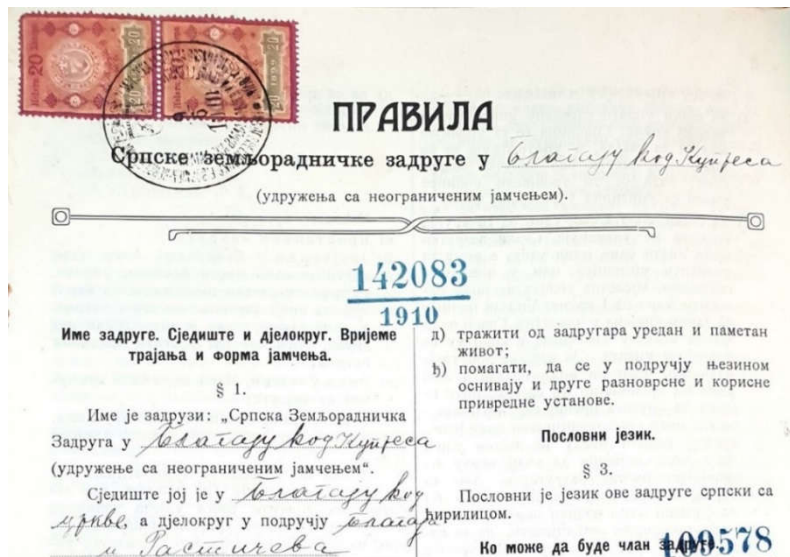 ПРАВИЛА
Српске земљорадничке задруге у Благају код Купреса
(удружења са неограниченим јамчењем).
142083
1910
Име задруге. Сједиште и дјелокруг. Вријеме
трајања и форма јамчења.
§ 1.
Име је задрузи: „Српска Земљорадничка
Задруга у Благају код Купреса
(удружење са неограниченим јамчењем“.
Сједиште јој је у Благају код
цркве, а дјелокруг у подручју Благаја
и Растичева
д) тражити од задругара уредан и паметан
живот;
ђ) помагати, да се у подручју њезином
оснивају и друге разноврсне и корисне
привредне установе.
Пословни језик.
§ 3.
Пословни је језик ове задруге српски са
ћирилицом.
Ко може да буде члан задруге.
100578